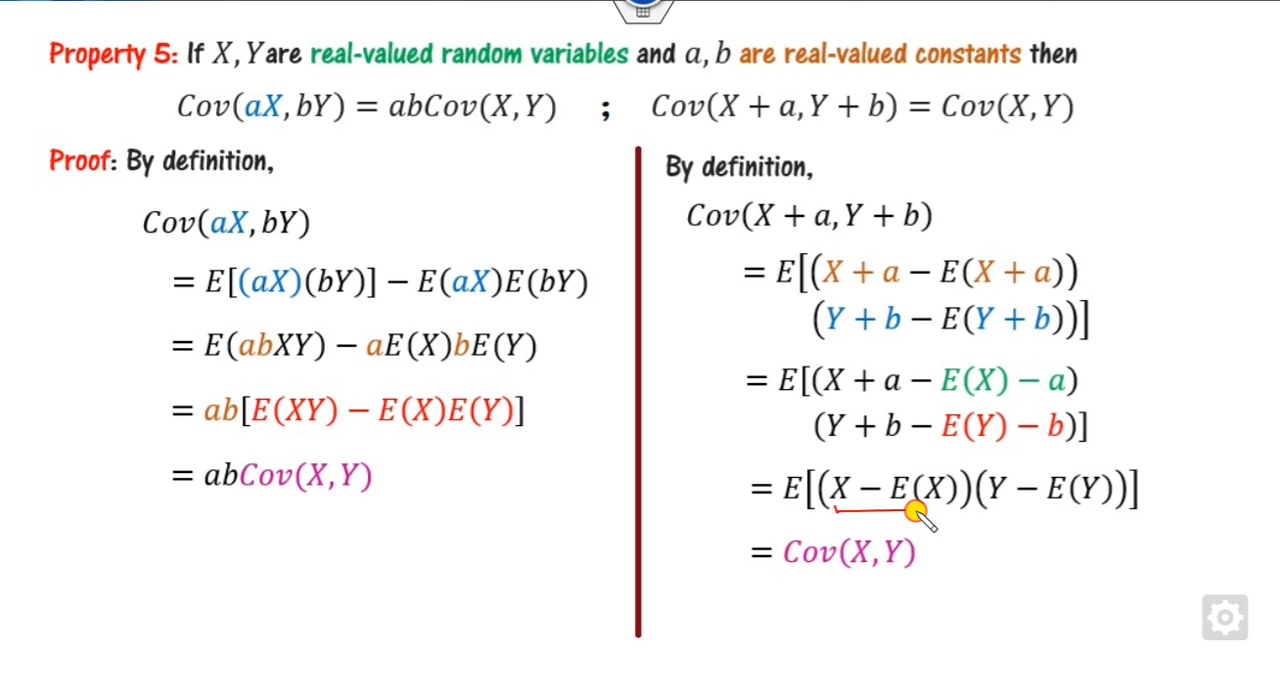 Property 5: If X, Y are real-valued random variables and a, b are real-valued constants then
Cov(aX, bY) = abCov(X, Y) ; Cov(X + a, Y + b) = Cov(X, Y)
Proof: By definition,
Cov(aX, bY)
= E[(aX)(bY)] − E(aX)E(bY)
= E(abXY) − aE(X)bE(Y)
= ab[E(XY) − E(X)E(Y)]
= abCov(X, Y)
By definition,
Cov(X + a, Y + b)
= E[(X + a − E(X + a))
(Y + b − E(Y + b))]
= E[(X + a − E(X) − a)
(Y + b − E(Y) − b)]
= E[(X − E(X))(Y − E(Y))]
= Cov(X, Y)